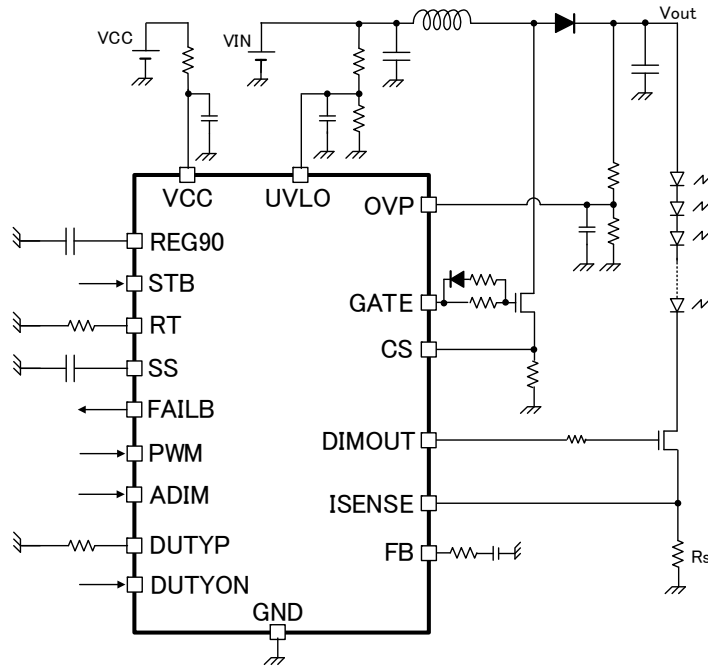 VCC
VIN
Vout
VCC
UVLO
OVP
REG90
STB
GATE
RT
CS
SS
FAILB
DIMOUT
PWM
ADIM
ISENSE
DUTYP
FB
Rs
DUTYON
GND